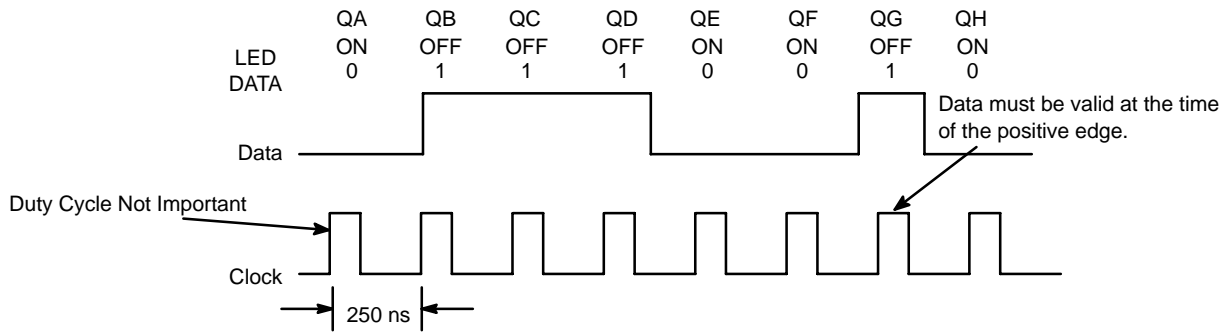 QA QB QC QD QE QF QG QH
ON OFF OFF OFF ON ON OFF ON
LED
0 1 1 1 0 0 1 0
DATA
Data must be valid at the time
of the positive edge.
Data
Duty Cycle Not Important
Clock
250 ns